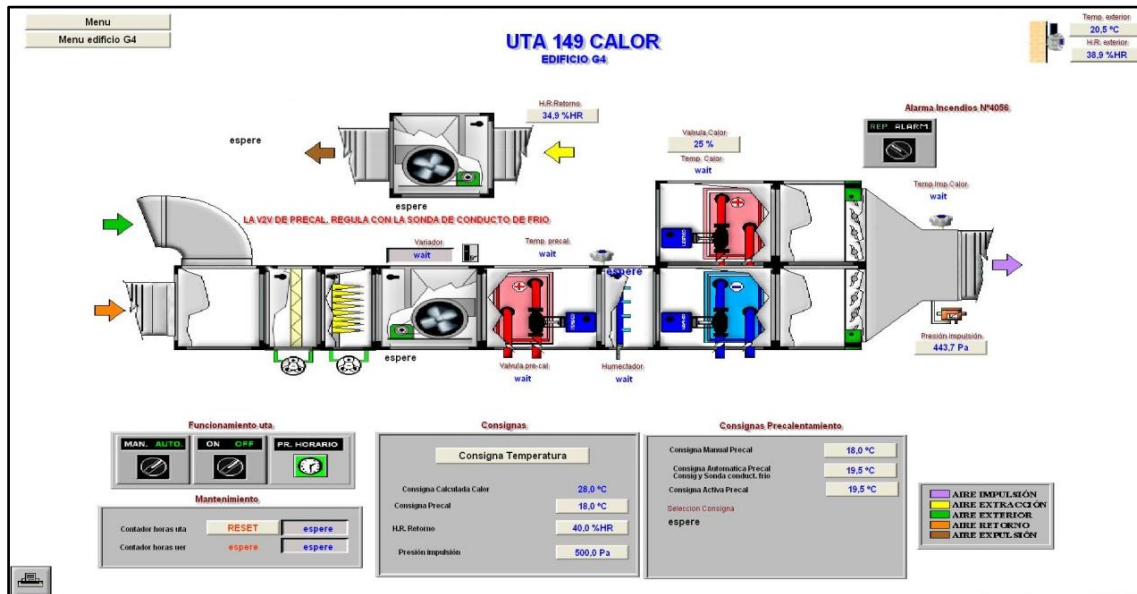 Menu
Menu edificio G4
UTA 149 CALOR
EDIFICIO G4
Temp. exterior
20,5 ºC
H.R. exterior
38,9 %HR
H.R.Retorno
34,9 %HR
espere
Alarma Incendios Nº4056
REP. ALARM.
Valvula.Calor
25 %
Temp. Calor
wait
espere
Temp.Imp.Calor
wait
LA V2V DE PRECAL. REGULA CON LA SONDA DE CONDUCTO DE FRIO
Variador
wait
Temp. precal.
wait
espere
espere
Valvula.pre-cal.
wait
Humectador
wait
Presión impulsión
443,7 Pa
Funcionamiento uta
MAN. AUTO.
ON OFF
PR. HORARIO
Mantenimiento
Contador horas uta
RESET
espere
Contador horas uer
espere
espere
Consignas
Consigna Temperatura
Consigna Calculada Calor
28,0 ºC
Consigna Precal
18,0 ºC
H.R. Retorno
40,0 %HR
Presión impulsión
500,0 Pa
Consignas Precalentamiento
Consigna Manual Precal
18,0 ºC
Consigna Automatica Precal
Consig y Sonda conduct. frio
19,5 ºC
Consigna Activa Precal
19,5 ºC
Seleccion Consigna
espere
AIRE IMPULSIÓN
AIRE EXTRACCIÓN
AIRE EXTERIOR
AIRE RETORNO
AIRE EXPULSIÓN